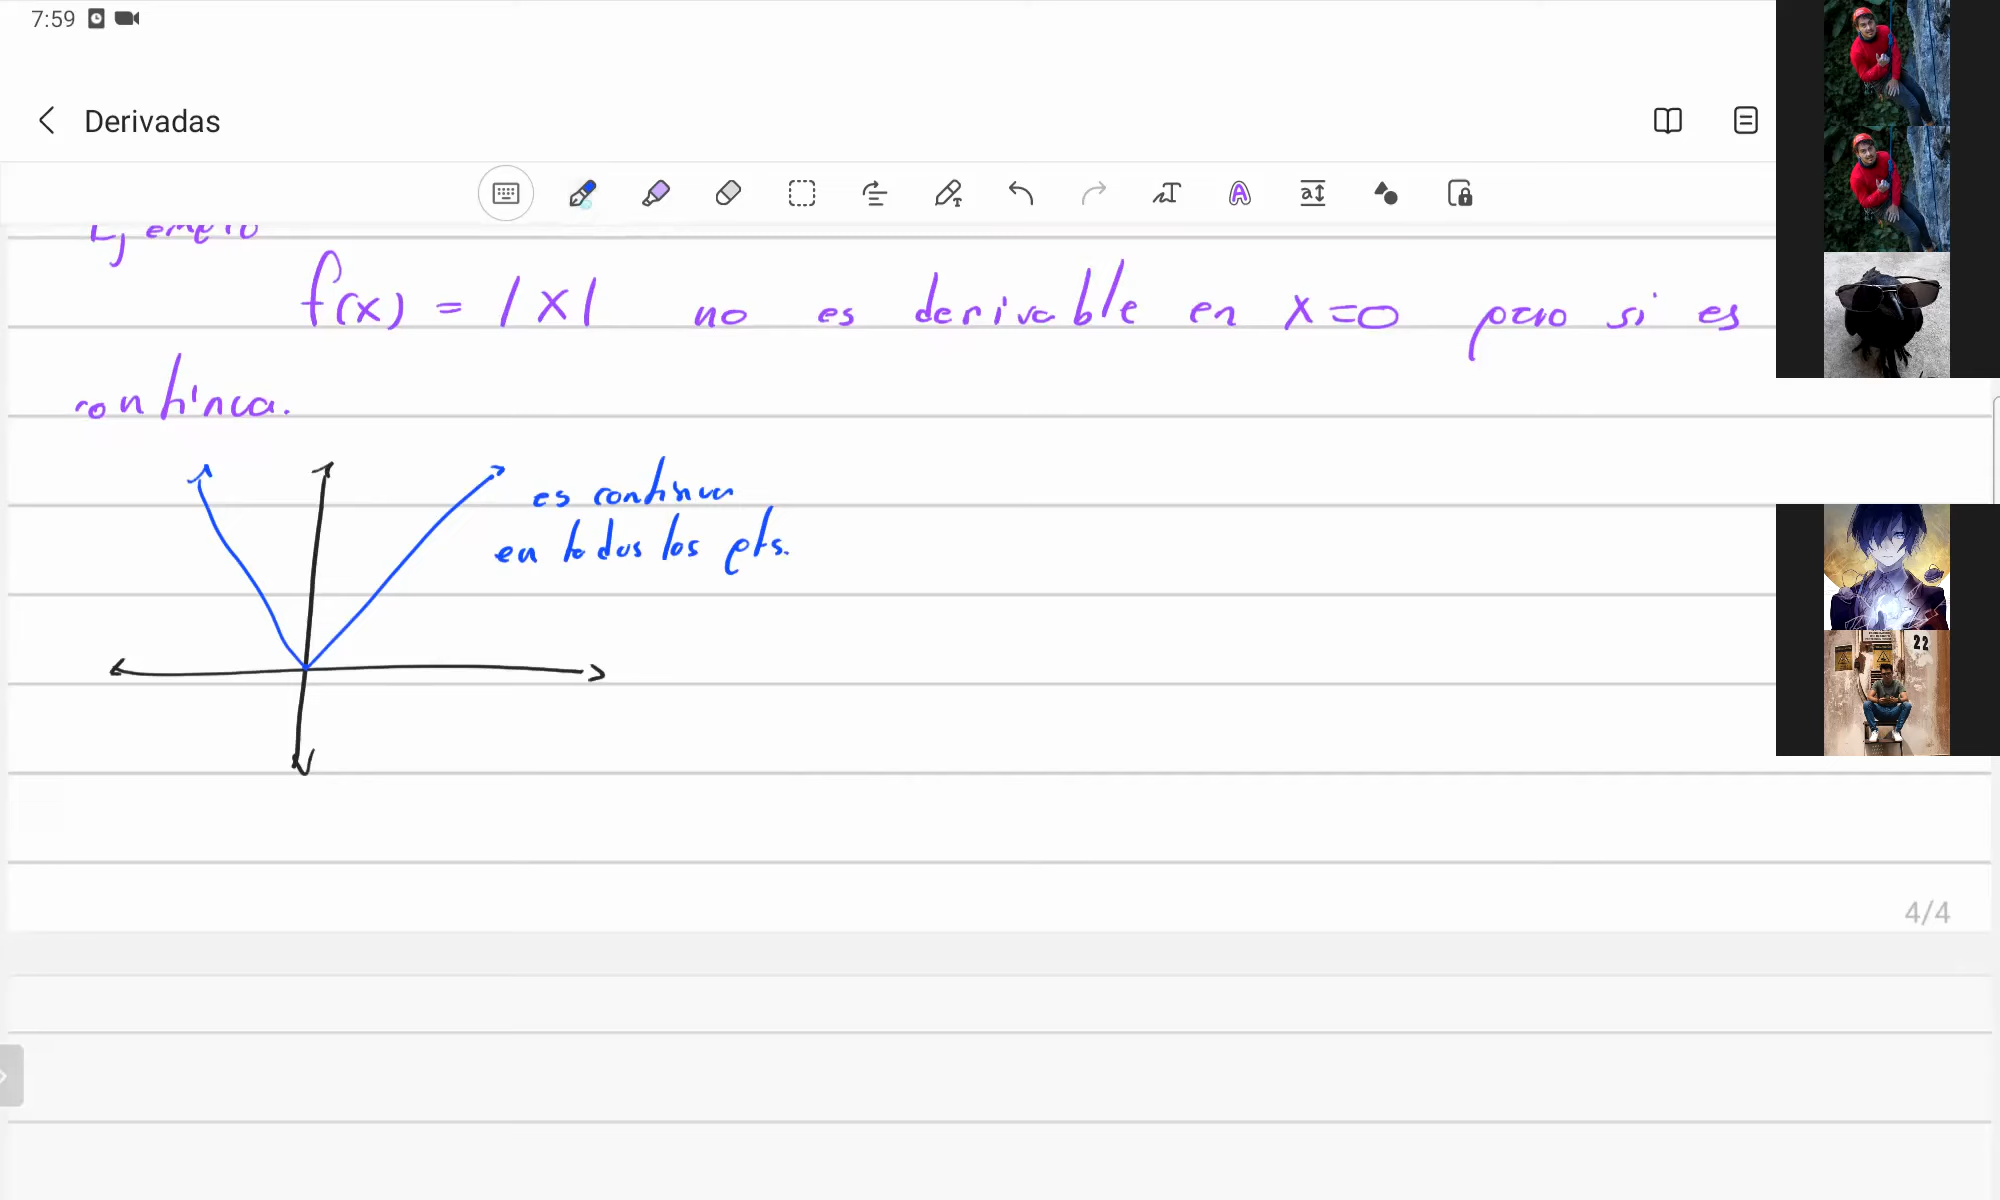 7:59
Derivadas
Ejemplo
f(x) = |x| no es derivable en x=0 pero si es
continua.
es continua
en todos los pts.
22
4/4